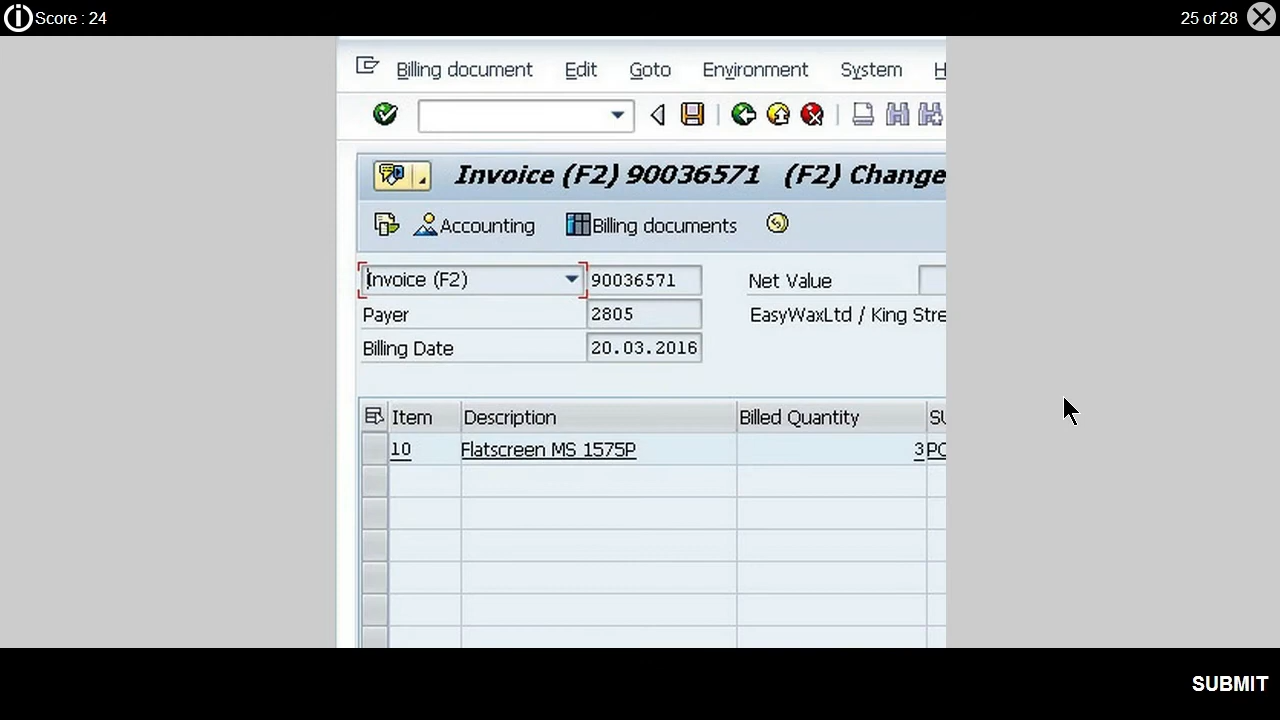 Score : 24
25 of 28
Billing document Edit Goto Environment System H
Invoice (F2) 90036571 (F2) Change
Accounting Billing documents
Invoice (F2) 90036571 Net Value
Payer 2805 EasyWaxLtd / King Stre
Billing Date 20.03.2016
Item Description Billed Quantity SU
10 Flatscreen MS 1575P 3 PC
SUBMIT